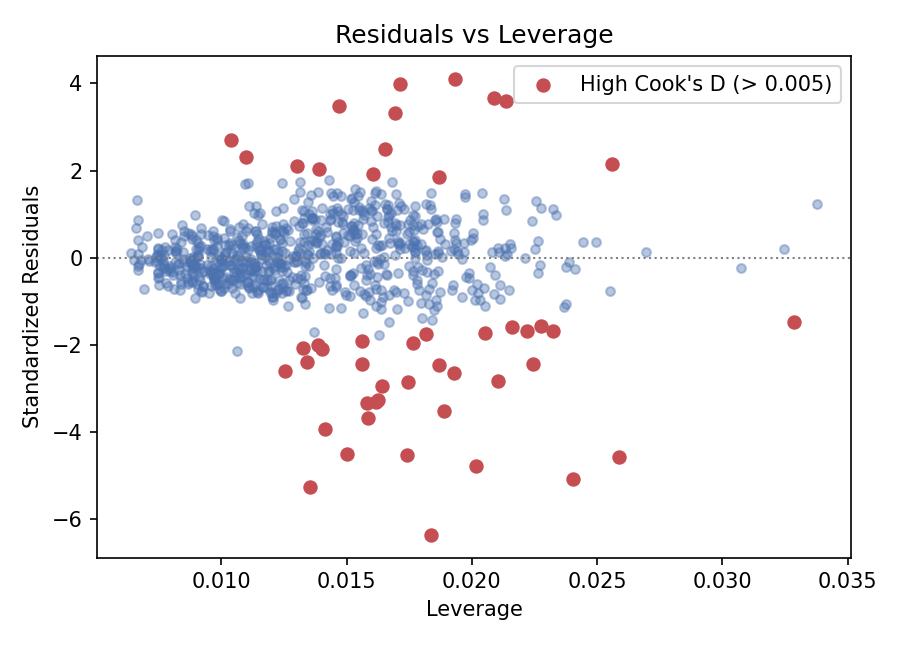 Residuals vs Leverage
High Cook's D (> 0.005)
Standardized Residuals
4
2
0
−2
−4
−6
0.010 0.015 0.020 0.025 0.030 0.035
Leverage